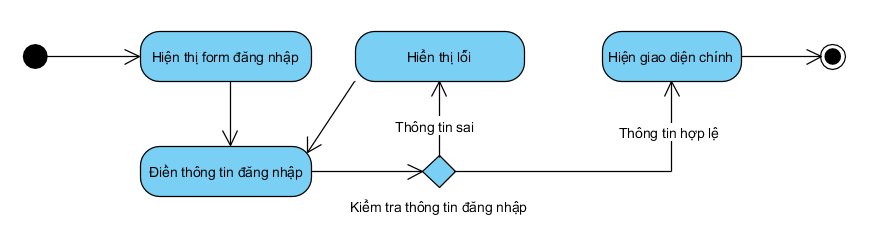 Hiện thị form đăng nhập
Hiển thị lỗi
Hiện giao diện chính
Thông tin sai
Thông tin hợp lệ
Điền thông tin đăng nhập
Kiểm tra thông tin đăng nhập